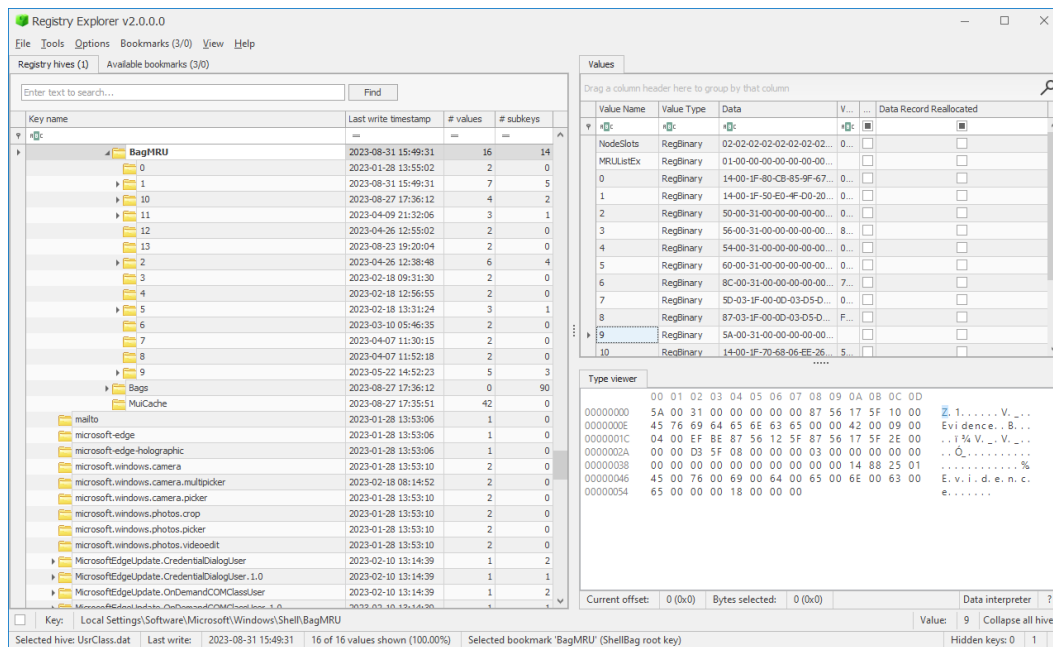 Registry Explorer v2.0.0.0
File Tools Options Bookmarks (3/0) View Help
Registry hives (1) Available bookmarks (3/0)
Enter text to search... Find
Key name Last write timestamp # values # subkeys
= = =
BagMRU 2023-08-31 15:49:31 16 14
0 2023-01-28 13:55:02 2 0
1 2023-08-31 15:49:31 7 5
10 2023-08-27 17:36:12 4 2
11 2023-04-09 21:32:06 3 1
12 2023-04-26 12:55:02 2 0
13 2023-08-23 19:20:04 2 0
2 2023-04-26 12:38:48 6 4
3 2023-02-18 09:31:30 2 0
4 2023-02-18 12:56:55 2 0
5 2023-02-18 13:31:24 3 1
6 2023-03-10 05:46:35 2 0
7 2023-04-07 11:30:15 2 0
8 2023-04-07 11:52:18 2 0
9 2023-05-22 14:52:23 5 3
Bags 2023-08-27 17:36:12 0 90
MuiCache 2023-08-27 17:35:51 42 0
mailto 2023-01-28 13:53:06 1 0
microsoft-edge 2023-01-28 13:53:06 1 0
microsoft-edge-holographic 2023-01-28 13:53:06 1 0
microsoft.windows.camera 2023-01-28 13:53:10 2 0
microsoft.windows.camera.multipicker 2023-02-18 08:14:52 2 0
microsoft.windows.camera.picker 2023-01-28 13:53:10 2 0
microsoft.windows.photos.crop 2023-01-28 13:53:10 2 0
microsoft.windows.photos.picker 2023-01-28 13:53:10 2 0
microsoft.windows.photos.videoedit 2023-01-28 13:53:10 2 0
MicrosoftEdgeUpdate.CredentialDialogUser 2023-02-10 13:14:39 1 2
MicrosoftEdgeUpdate.CredentialDialogUser.1.0 2023-02-10 13:14:39 1 1
MicrosoftEdgeUpdate.OnDemandCOMClassUser 2023-02-10 13:14:39 1 2
MicrosoftEdgeUpdate.OnDemandCOMClassUser.1.0 2023-02-10 13:14:39 1 1
Values
Drag a column header here to group by that column
Value Name Value Type Data V... ... Data Record Reallocated
NodeSlots RegBinary 02-02-02-02-02-02-02-02... 0...
MRUListEx RegBinary 01-00-00-00-00-00-00-00...
0 RegBinary 14-00-1F-80-CB-85-9F-67... 0...
1 RegBinary 14-00-1F-50-E0-4F-D0-20... 0...
2 RegBinary 50-00-31-00-00-00-00-00... 0...
3 RegBinary 56-00-31-00-00-00-00-00... 8...
4 RegBinary 54-00-31-00-00-00-00-00... 0...
5 RegBinary 60-00-31-00-00-00-00-00... 0...
6 RegBinary 8C-00-31-00-00-00-00-00... 7...
7 RegBinary 5D-03-1F-00-0D-03-D5-D... 0...
8 RegBinary 87-03-1F-00-0D-03-D5-D... F...
9 RegBinary 5A-00-31-00-00-00-00-00...
10 RegBinary 14-00-1F-70-68-06-EE-26... 5...
Type viewer
00 01 02 03 04 05 06 07 08 09 0A 0B 0C 0D
00000000 5A 00 31 00 00 00 00 00 87 56 17 5F 10 00 Z.1......V._..
0000000E 45 76 69 64 65 6E 63 65 00 00 42 00 09 00 Evidence..B...
0000001C 04 00 EF BE 87 56 12 5F 87 56 17 5F 2E 00 ..ï¾V._.V._..
0000002A 00 00 D3 5F 08 00 00 00 03 00 00 00 00 00 ..Ó_..........
00000038 00 00 00 00 00 00 00 00 00 00 14 88 25 01 ............%
00000046 45 00 76 00 69 00 64 00 65 00 6E 00 63 00 E.v.i.d.e.n.c.
00000054 65 00 00 00 18 00 00 00 e.......
Current offset: 0 (0x0) Bytes selected: 0 (0x0) Data interpreter ?
Key: Local Settings\Software\Microsoft\Windows\Shell\BagMRU Value: 9 Collapse all hive
Selected hive: UsrClass.dat Last write: 2023-08-31 15:49:31 16 of 16 values shown (100.00%) Selected bookmark 'BagMRU' (ShellBag root key) Hidden keys: 0 1